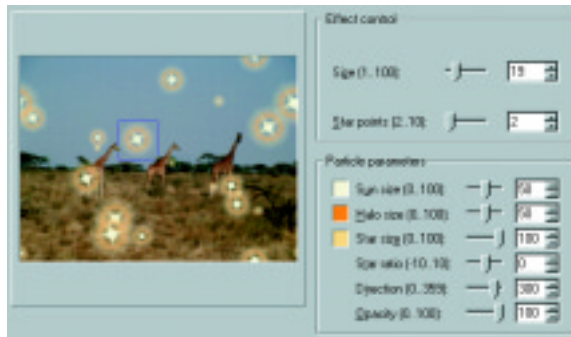 Effect control
Size (1..100): 19
Star points (2..10): 2
Particle parameters
Sun size (0..100): 50
Halo size (0..100): 50
Star size (0..100): 100
Size ratio (-10..10): 0
Direction (0..359): 300
Opacity (0..100): 100